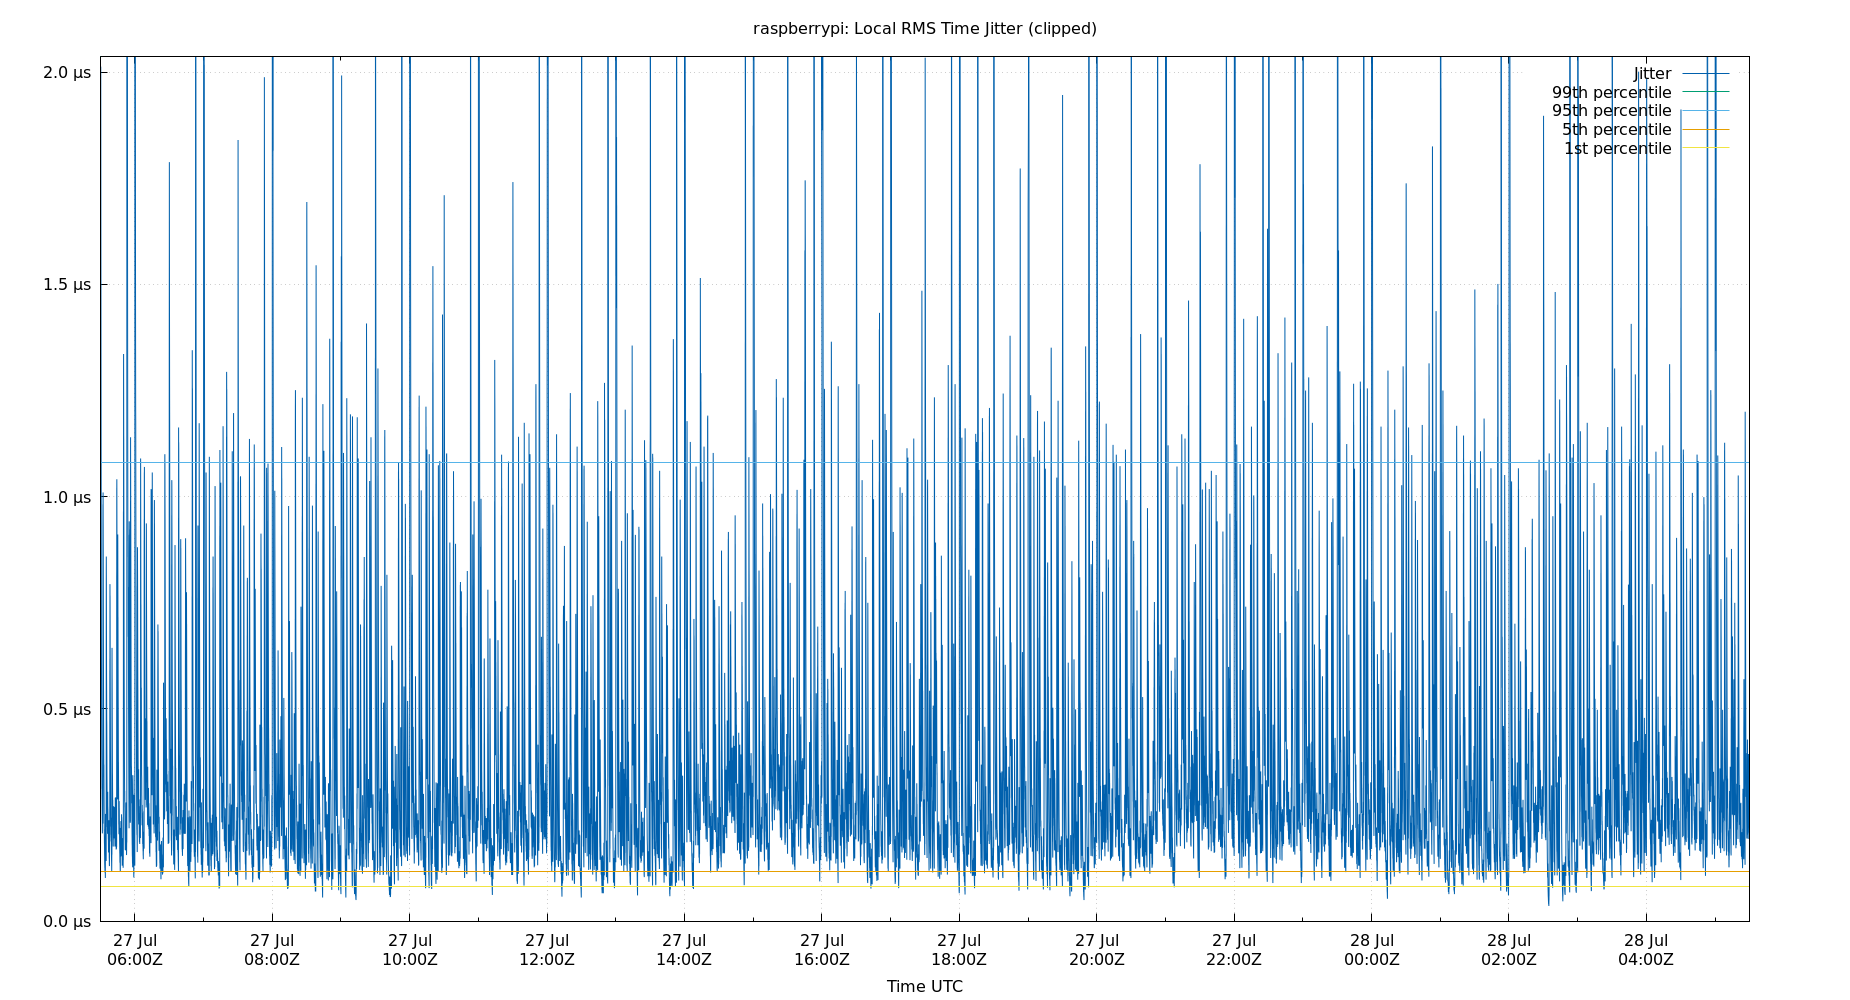 raspberrypi: Local RMS Time Jitter (clipped)
2.0 µs
1.5 µs
1.0 µs
0.5 µs
0.0 µs
Jitter
99th percentile
95th percentile
5th percentile
1st percentile
27 Jul 27 Jul 27 Jul 27 Jul 27 Jul 27 Jul 27 Jul 27 Jul 27 Jul 28 Jul 28 Jul 28 Jul
06:00Z 08:00Z 10:00Z 12:00Z 14:00Z 16:00Z 18:00Z 20:00Z 22:00Z 00:00Z 02:00Z 04:00Z
Time UTC